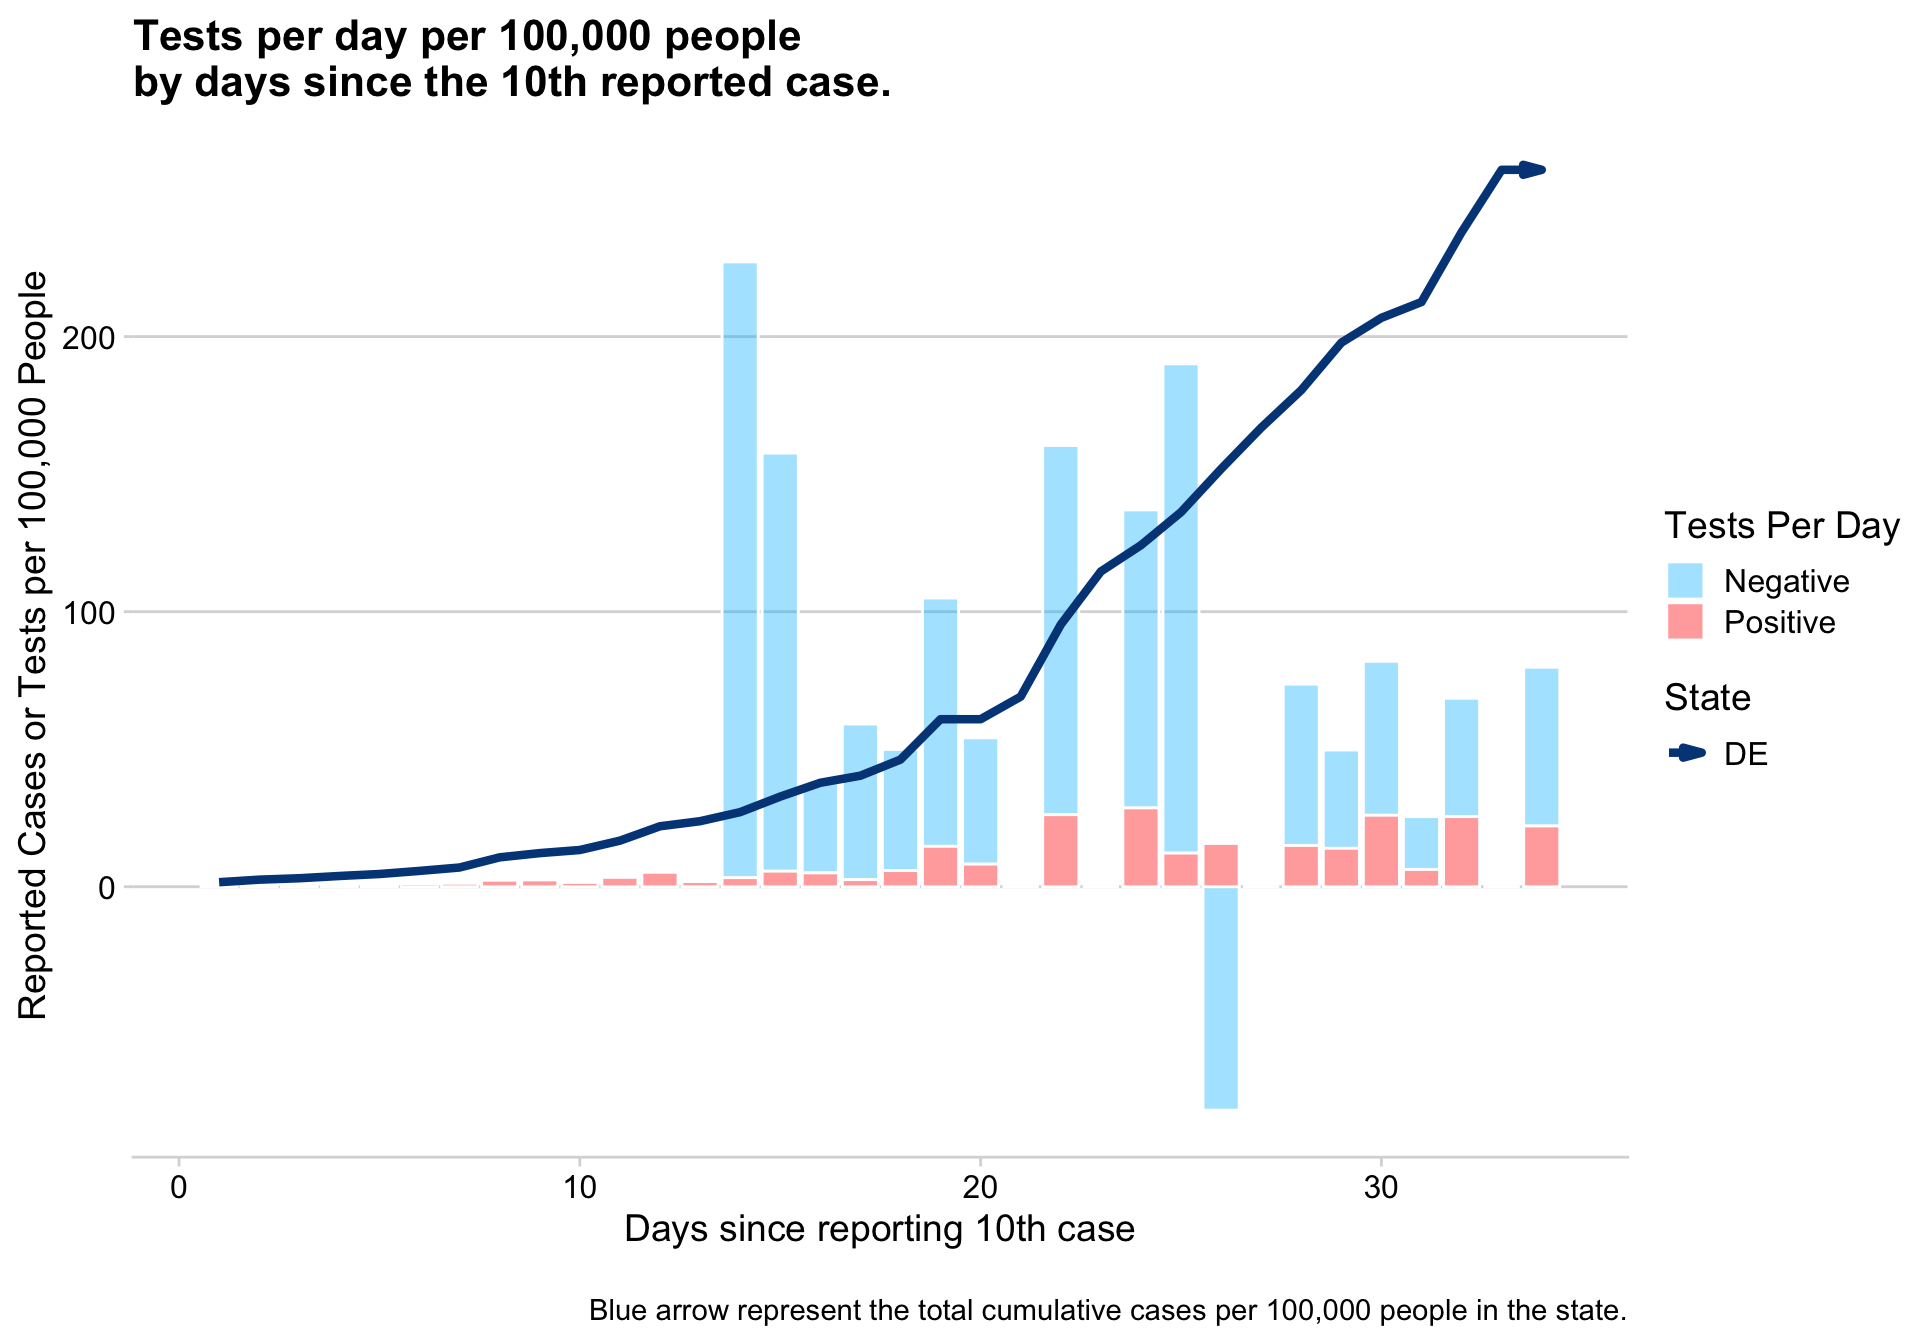 Tests per day per 100,000 people
by days since the 10th reported case.
Reported Cases or Tests per 100,000 People
200
100
0
0
10
20
30
Days since reporting 10th case
Tests Per Day
Negative
Positive
State
DE
Blue arrow represent the total cumulative cases per 100,000 people in the state.